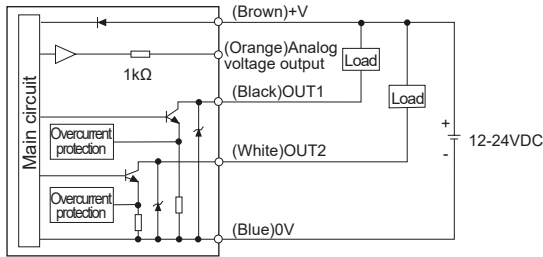 (Brown)+V
(Orange)Analog
voltage output
1kΩ
Load
(Black)OUT1
Load
Main circuit
Overcurrent
protection
+
12-24VDC
-
(White)OUT2
Overcurrent
protection
(Blue)0V